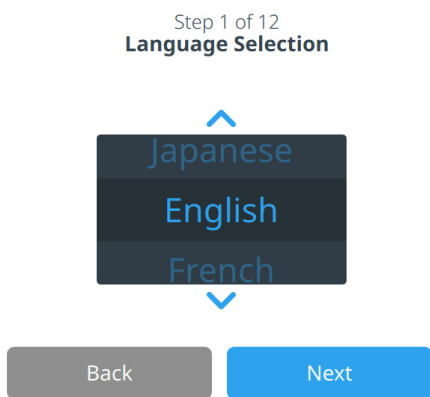 Step 1 of 12
Language Selection
Japanese
English
French
Back
Next